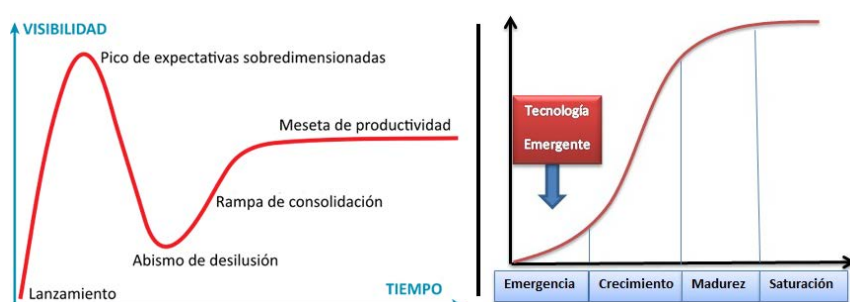 VISIBILIDAD
Pico de expectativas sobredimensionadas
Meseta de productividad
Rampa de consolidación
Abismo de desilusión
Lanzamiento
TIEMPO
Tecnología
Emergente
Emergencia
Crecimiento
Madurez
Saturación